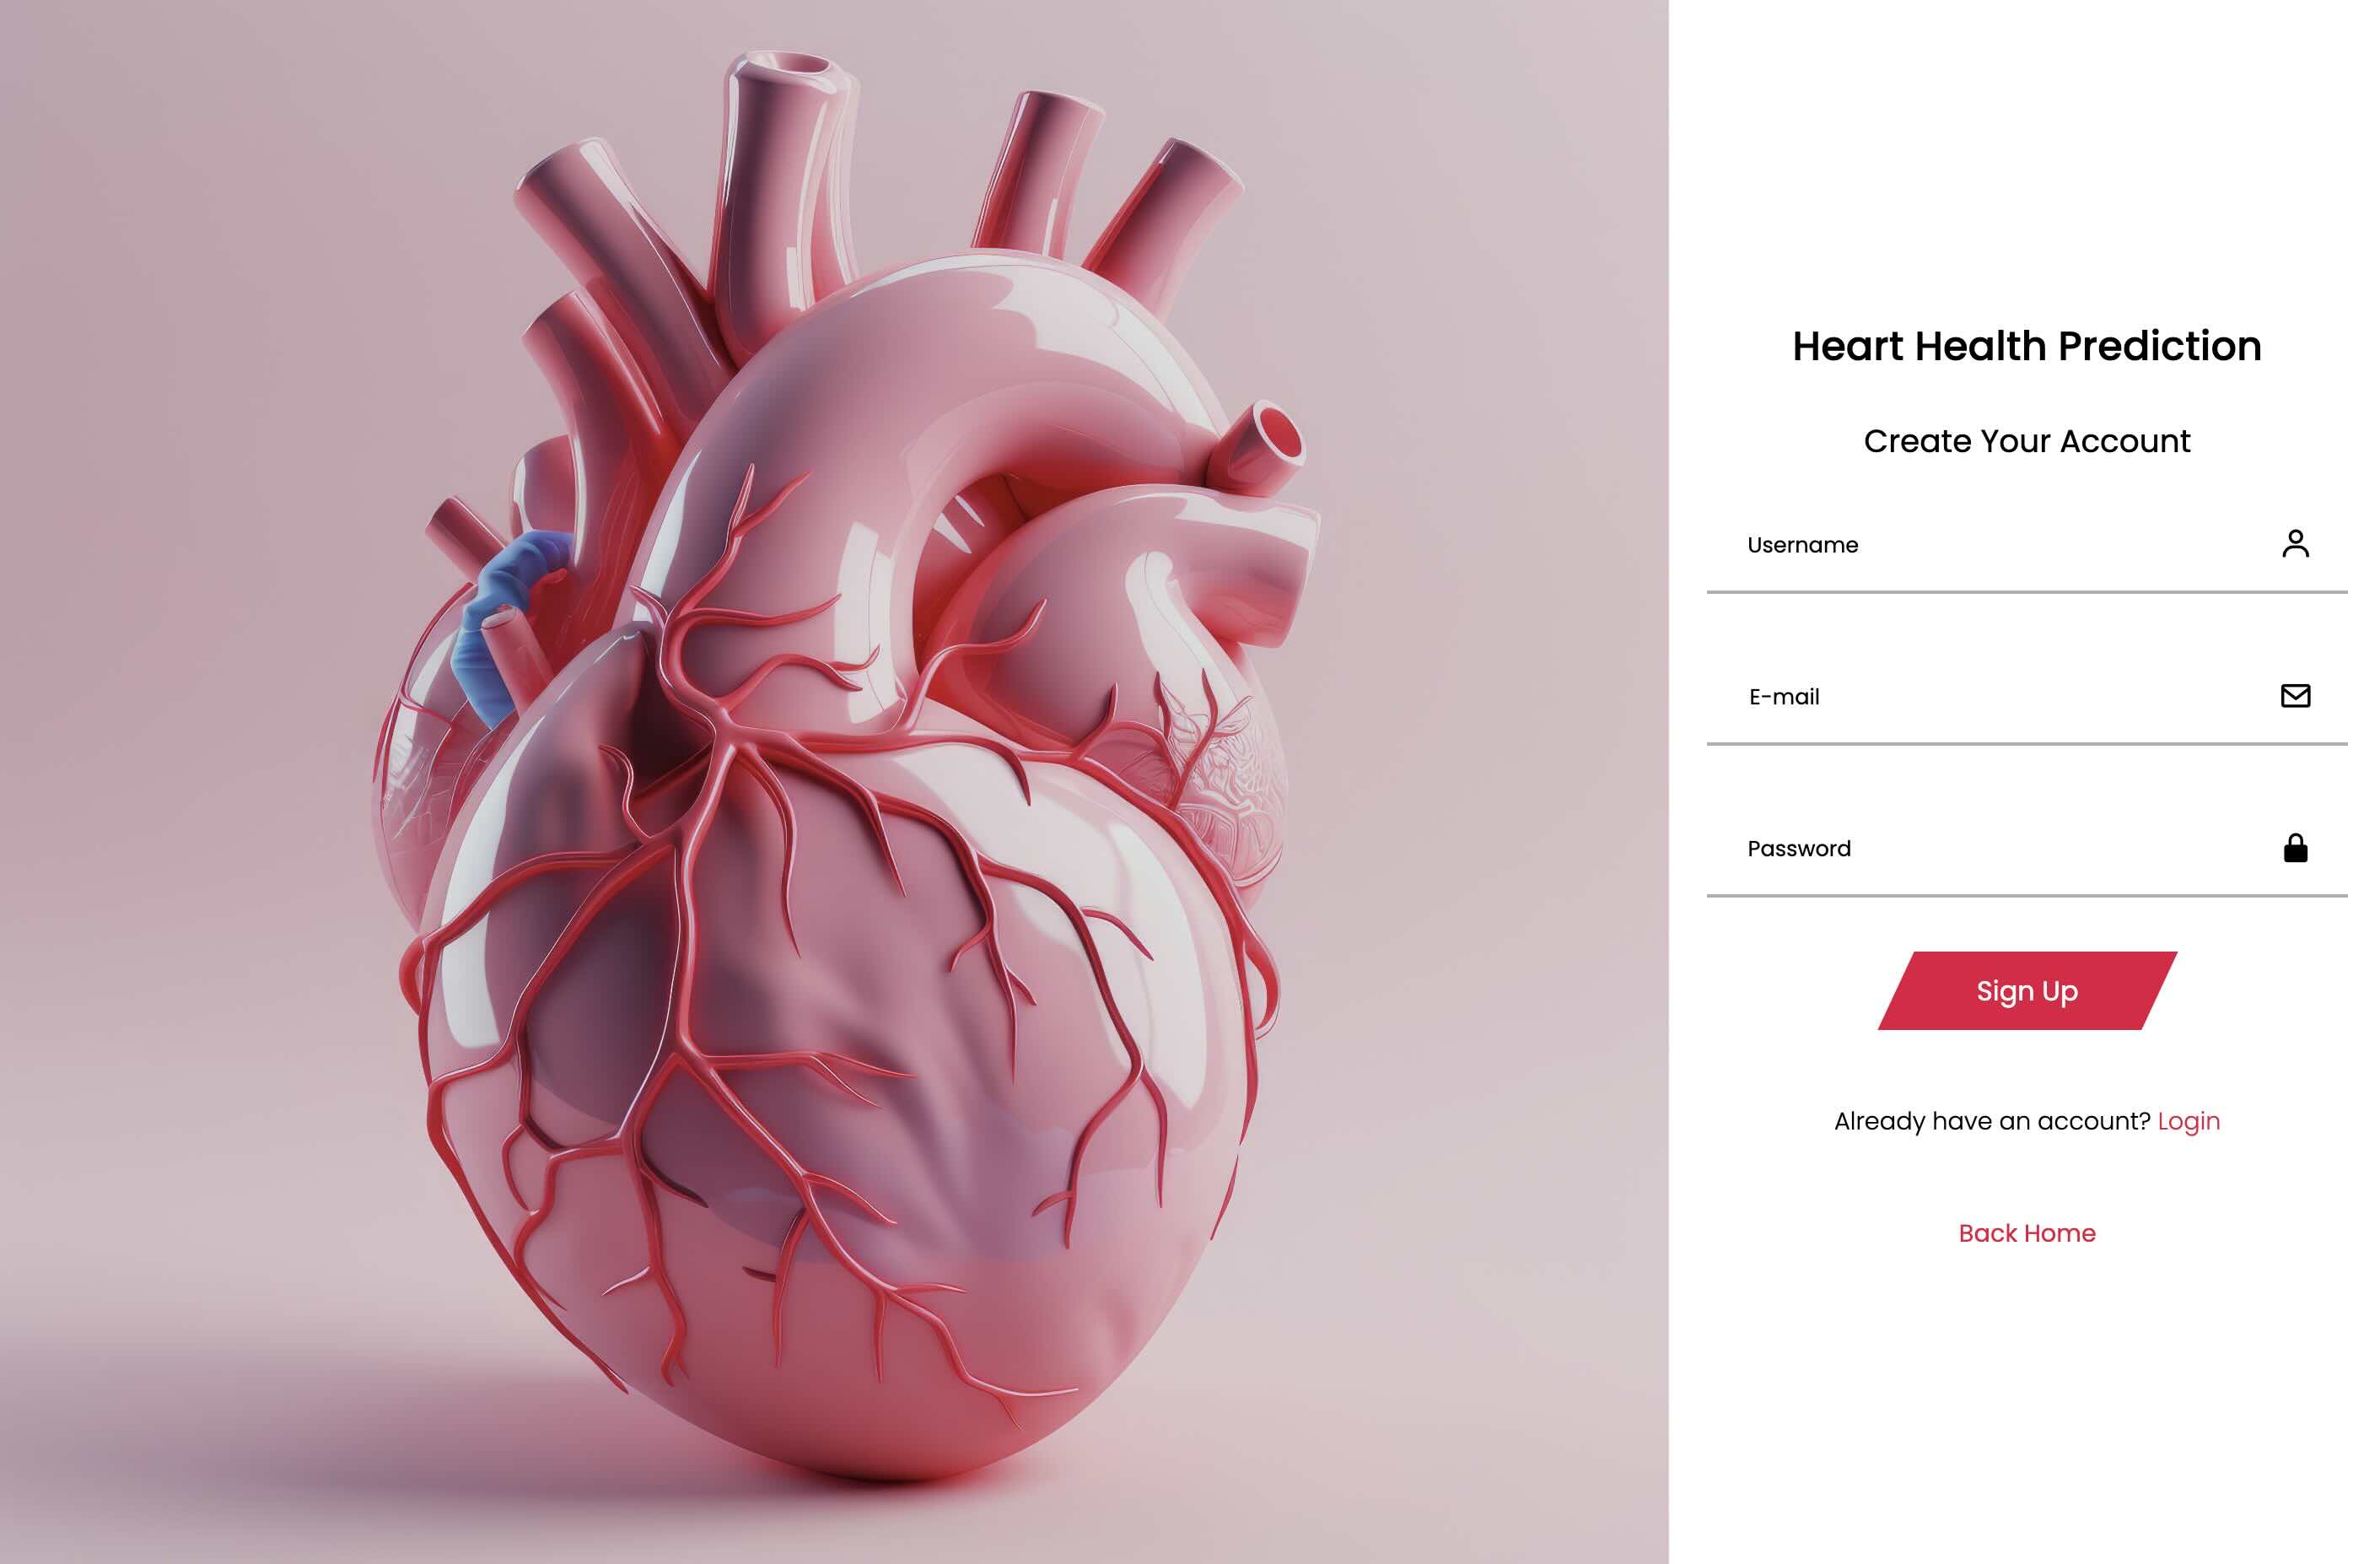 Heart Health Prediction
Create Your Account
Username
E-mail
Password
Sign Up
Already have an account? Login
Back Home